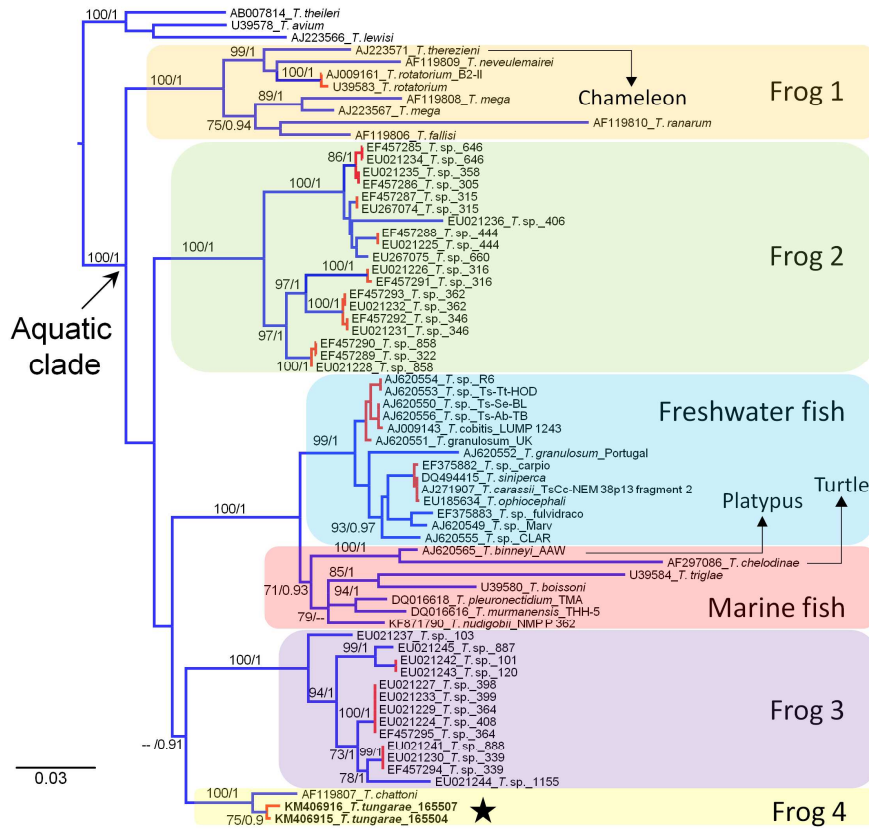 AB007814_T.theileri
100/1
U39578_T.avium
AJ223566_T.lewisi
99/1
AJ223571_T.therezieni
AF119809_T.neveulemairei
100/1
100/1
AJ009161_T.rotatorium_B2-II
U39583_T.rotatorium
Chameleon
Frog 1
89/1
AF119808_T.mega
AJ223567_T.mega
75/0.94
AF119810_T.ranarum
AF119806_T.fallisi
EF457285_T.sp._646
86/1
EU021234_T.sp._646
EU021235_T.sp._358
100/1
EF457286_T.sp._305
EF457287_T.sp._315
EU267074_T.sp._315
EU021236_T.sp._406
EF457288_T.sp._444
100/1
EU021225_T.sp._444
Frog 2
100/1
EU267075_T.sp._660
100/1
EU021226_T.sp._316
EF457291_T.sp._316
97/1
EF457293_T.sp._362
100/1
EU021232_T.sp._362
EF457292_T.sp._346
EU021231_T.sp._346
97/1
Aquatic
clade
EF457290_T.sp._858
EF457289_T.sp._322
100/1
EU021228_T.sp._858
AJ620554_T.sp._R6
AJ620553_T.sp._Ts-Tt-HOD
AJ620550_T.sp._Ts-Se-BL
Freshwater fish
AJ620556_T.sp._Ts-Ab-TB
AJ009143_T.cobitis_LUMP 1243
99/1
AJ620551_T.granulosum_UK
AJ620552_T.granulosum_Portugal
EF375882_T.sp_carpio
DQ494415_T.siniperca
Turtle
AJ271907_T.carassii_TsCc-NEM 38p13 fragment 2
EU185634_T.ophiocephali
Platypus
EF375883_T.sp_fulvidraco
93/0.97
AJ620549_T.sp._Marv
AJ620555_T.sp._CLAR
100/1
100/1
AJ620565_T.binneyi_AAW
AF297086_T.chelodinae
85/1
U39584_T.triglae
71/0.93
U39580_T.boissoni
94/1
DQ016618_T.pleuronectidium_TMA
DQ016616_T.murmanensis_THH-5
Marine fish
79/--
KF871790_T.nudigobii_NMP P 362
EU021237_T.sp._103
99/1
EU021245_T.sp._887
100/1
EU021242_T.sp._101
EU021243_T.sp._120
94/1
EU021227_T.sp._398
EU021233_T.sp._399
EU021229_T.sp._364
Frog 3
100/1
EU021224_T.sp._408
EF457295_T.sp._364
-- /0.91
EU021241_T.sp._888
73/1
99/1
EU021230_T.sp._339
EF457294_T.sp._339
78/1
EU021244_T.sp._1155
0.03
100/1
AF119807_T.chattoni
KM406916_T.tungarae_165507
Frog 4
75/0.9
KM406915_T.tungarae_165504